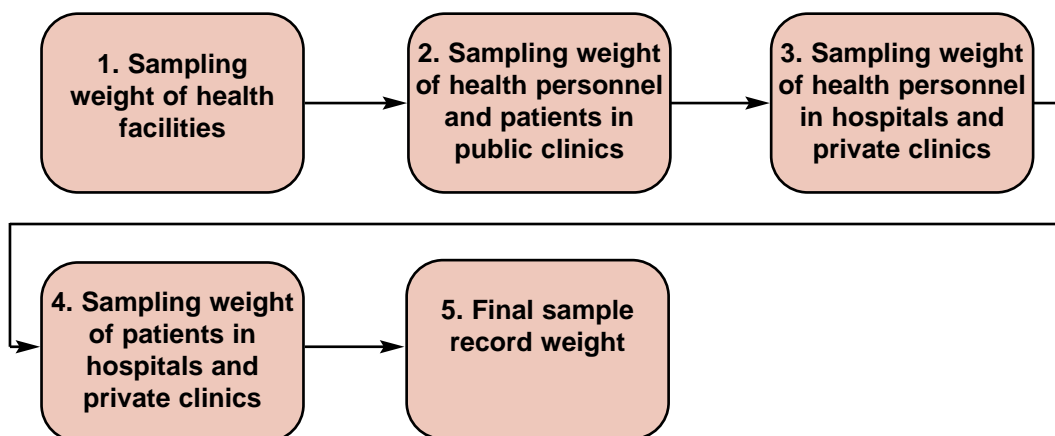 1. Sampling
weight of health
facilities
2. Sampling weight
of health personnel
and patients in
public clinics
3. Sampling weight
of health personnel
in hospitals and
private clinics
4. Sampling weight
of patients in
hospitals and
private clinics
5. Final sample
record weight